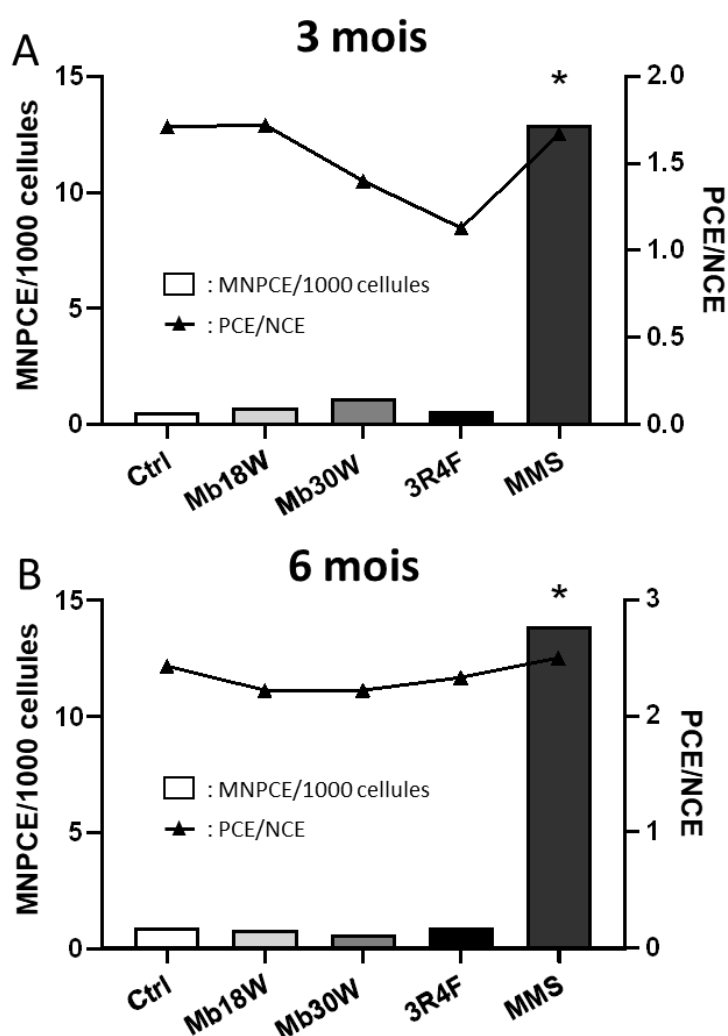 A
3 mois
15
10
5
0
MNPCE/1000 cellules
2.0
1.5
1.0
0.5
0.0
PCE/NCE
*
: MNPCE/1000 cellules
: PCE/NCE
Ctrl
Mb18W
Mb30W
3R4F
MMS
B
6 mois
15
10
5
0
MNPCE/1000 cellules
3
2
1
0
PCE/NCE
*
: MNPCE/1000 cellules
: PCE/NCE
Ctrl
Mb18W
Mb30W
3R4F
MMS